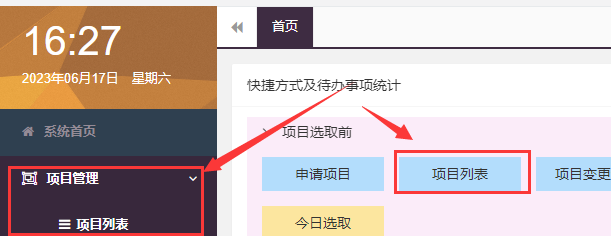 16:27
2023年06月17日 星期六
系统首页
项目管理
项目列表
首页
快捷方式及待办事项统计
项目选取前
申请项目 项目列表 项目变更
今日选取